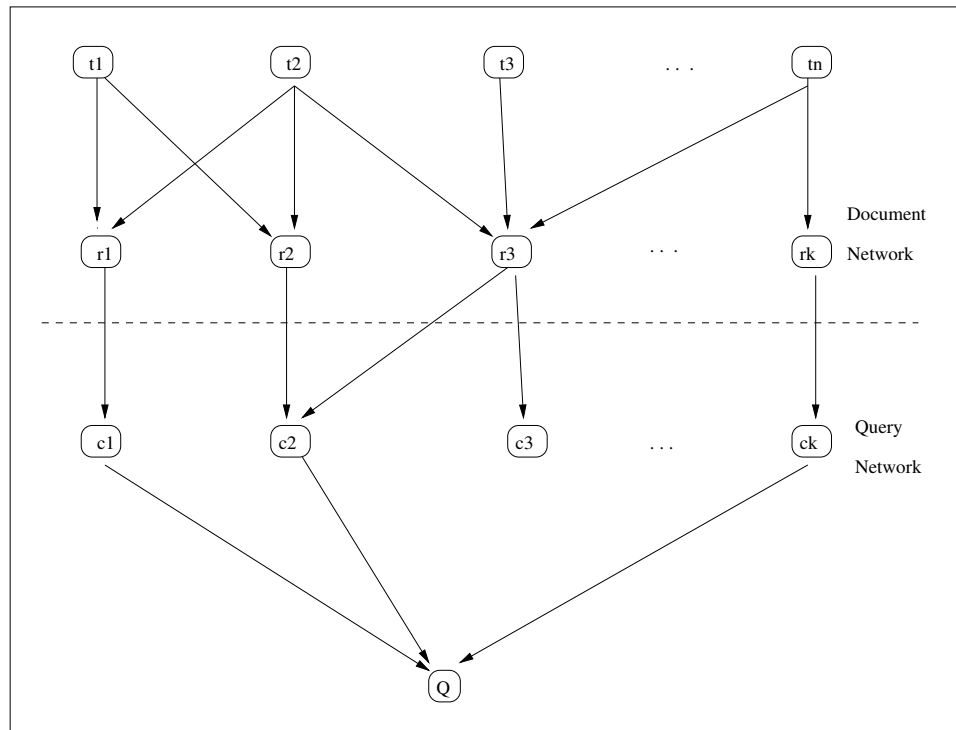 t1 t2 t3 . . . tn
Document
r1 r2 r3 . . . rk Network
Query
c1 c2 c3 . . . ck
Network
Q